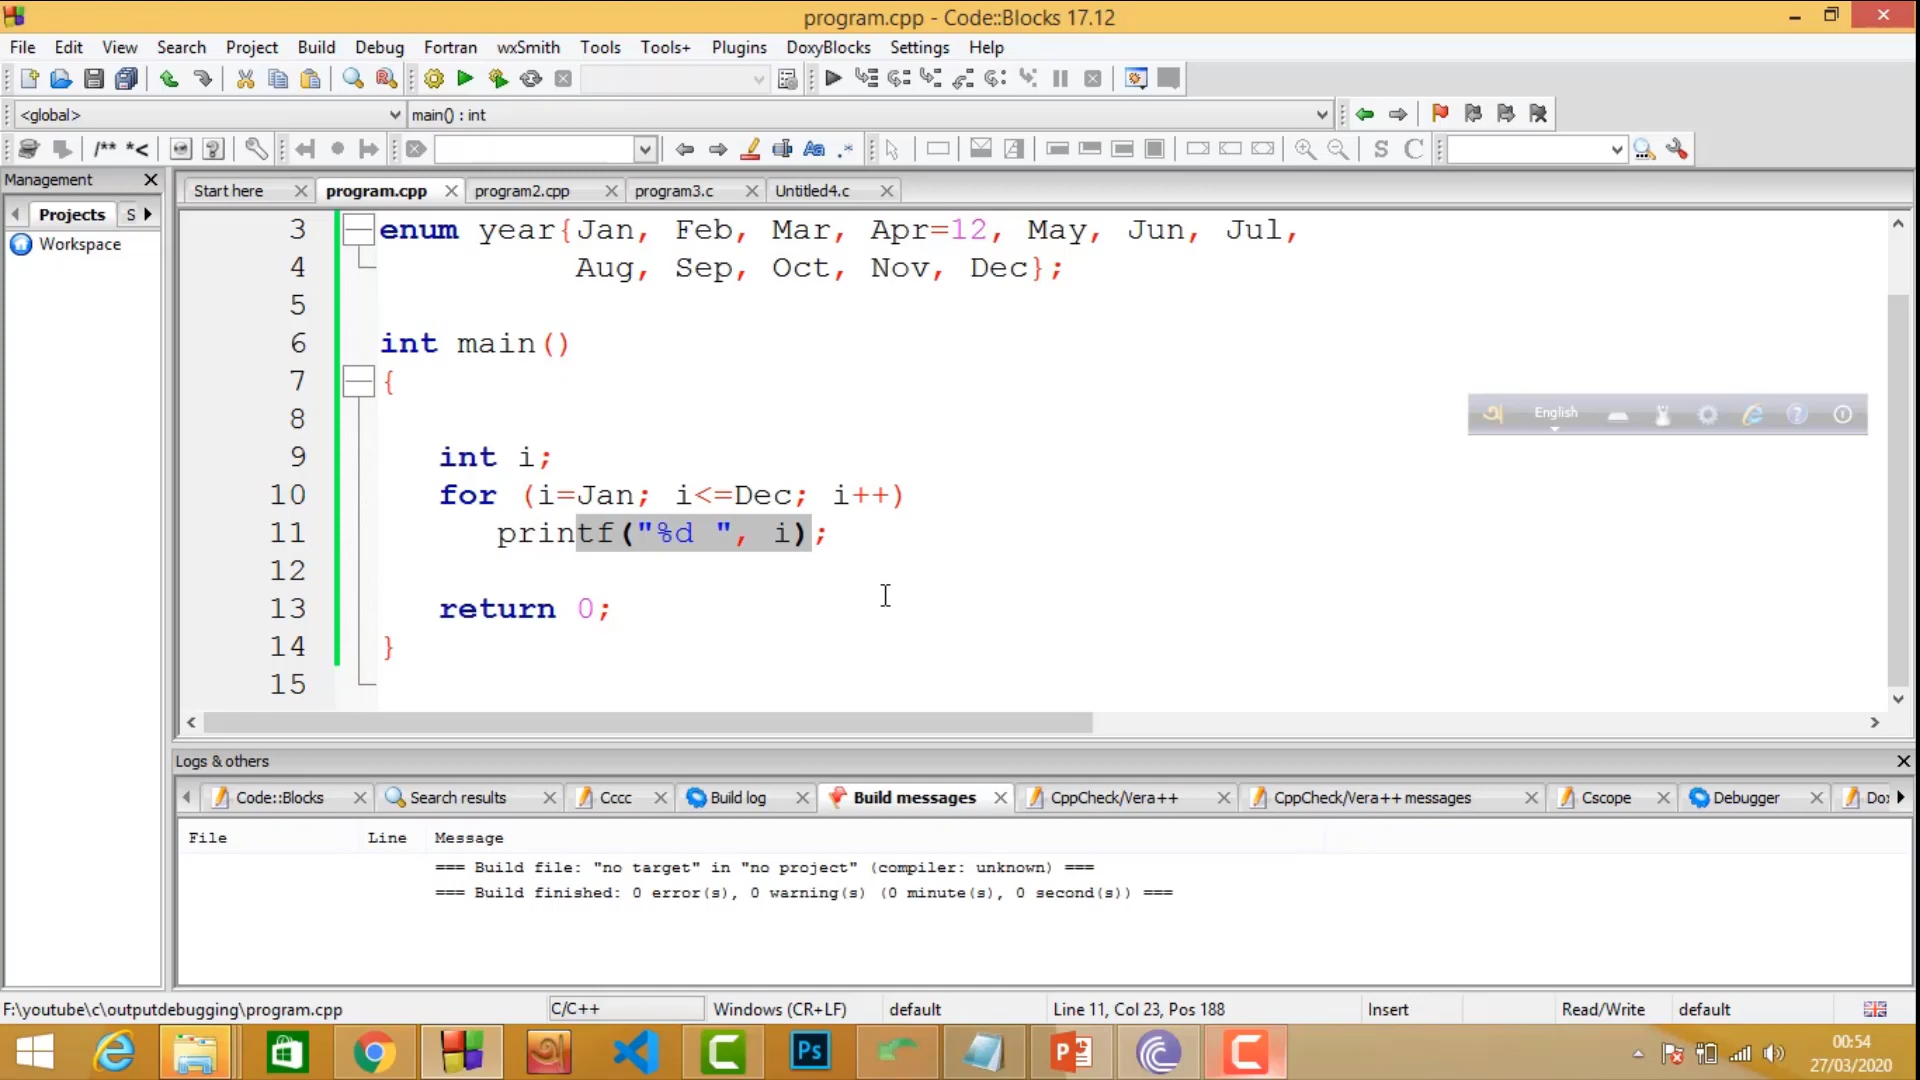 program.cpp - Code::Blocks 17.12
File Edit View Search Project Build Debug Fortran wxSmith Tools Tools+ Plugins DoxyBlocks Settings Help
<global> main() : int
/** *<
S C
Management
Start here program.cpp program2.cpp program3.c Untitled4.c
Projects S
Workspace
3 enum year{Jan, Feb, Mar, Apr=12, May, Jun, Jul,
4 Aug, Sep, Oct, Nov, Dec};
5
6 int main()
7 {
8
English
9 int i;
10 for (i=Jan; i<=Dec; i++)
11 printf("%d ", i);
12
13 return 0;
14 }
15
Logs & others
Code::Blocks Search results Cccc Build log Build messages CppCheck/Vera++ CppCheck/Vera++ messages Cscope Debugger Dox
File Line Message
=== Build file: "no target" in "no project" (compiler: unknown) ===
=== Build finished: 0 error(s), 0 warning(s) (0 minute(s), 0 second(s)) ===
F:\youtube\c\outputdebugging\program.cpp C/C++ Windows (CR+LF) default Line 11, Col 23, Pos 188 Insert Read/Write default
Ps
00:54
27/03/2020